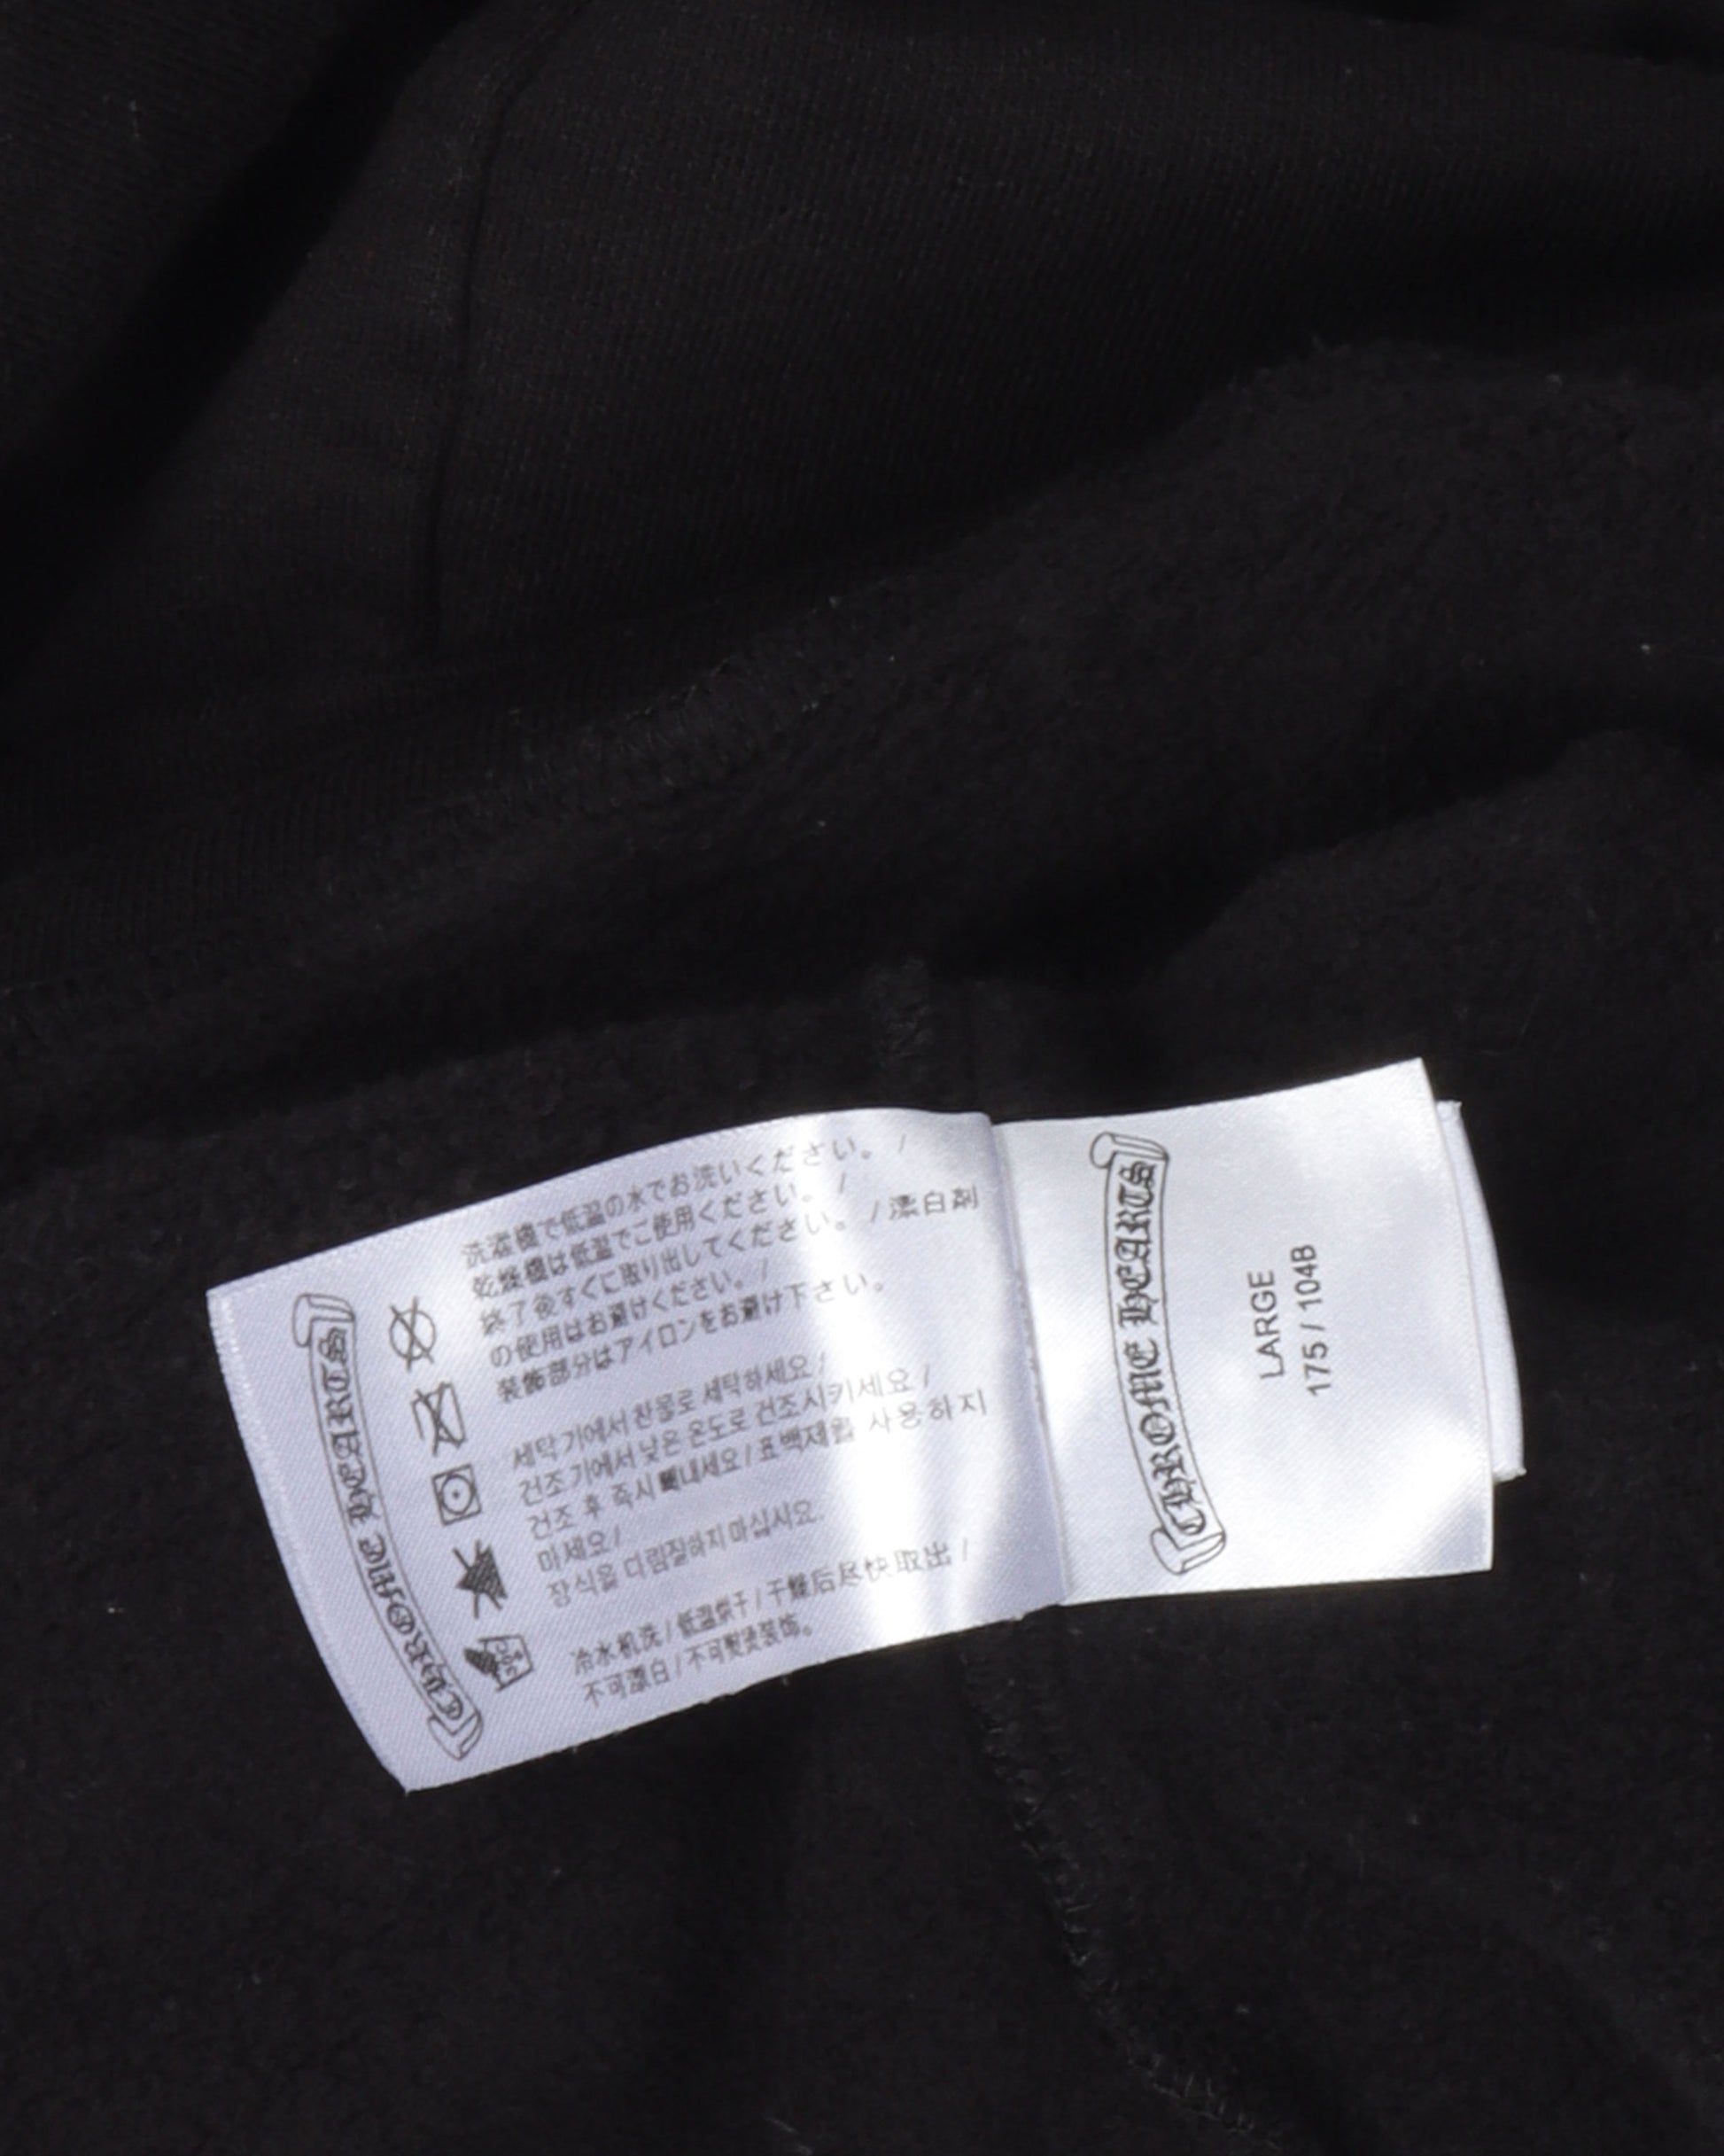 CHROME HEARTS
洗濯機で低温の水でお洗いください。 /
乾燥機は低温でご使用ください。 /
終了後すぐに取り出してください。 / 漂白剤
の使用はお避けください。 /
装飾部分はアイロンをお避け下さい。
세탁기에서 찬물로 세탁하세요 /
건조기에서 낮은 온도로 건조시키세요 /
건조 후 즉시 빼내세요 / 표백제를 사용하지
마세요 /
장식을 다림질하지 마십시요.
冷水机洗 / 低温烘干 / 干燥后尽快取出 /
不可漂白 / 不可熨烫装饰。
CHROME HEARTS
LARGE
175 / 104B